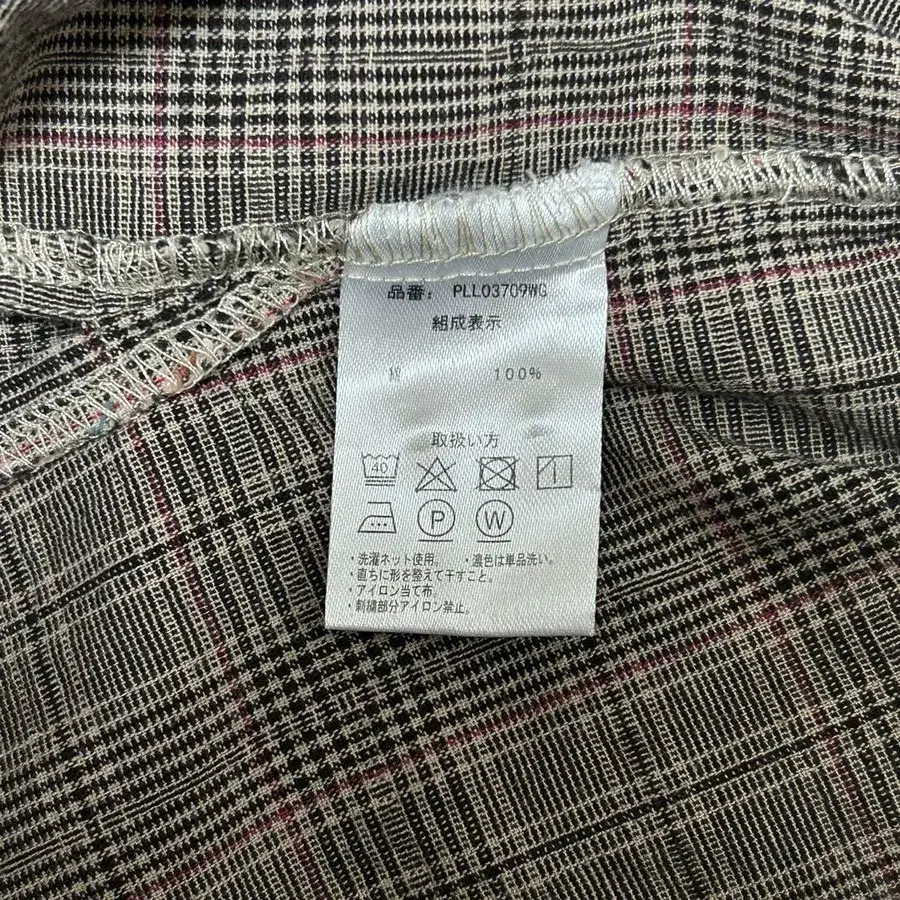 品番: PLL03709WG
組成表示
綿 100%
取扱い方
40
P W
・洗濯ネット使用。 ・濃色は単品洗い。
・直ちに形を整えて干すこと。
・アイロン当て布。
・刺繍部分アイロン禁止。